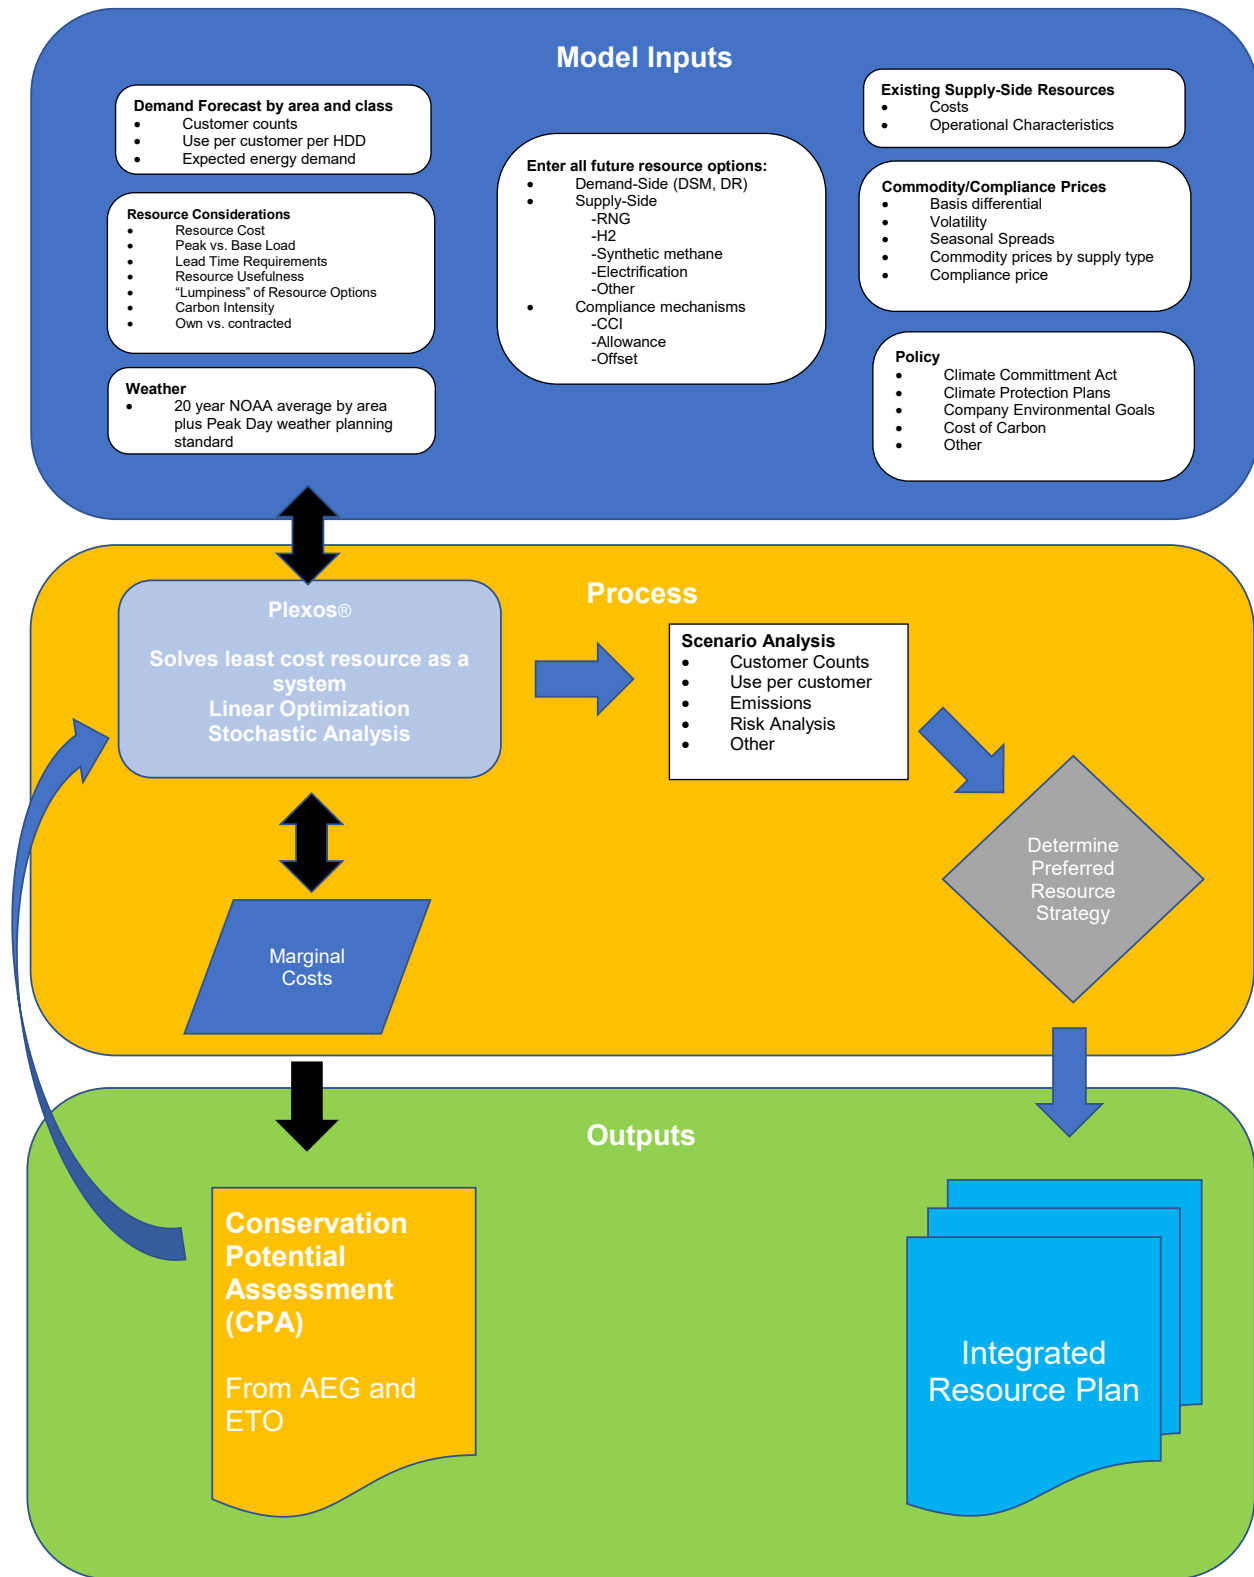 Model Inputs
Demand Forecast by area and class
• Customer counts
• Use per customer per HDD
• Expected energy demand
Resource Considerations
• Resource Cost
• Peak vs. Base Load
• Lead Time Requirements
• Resource Usefulness
• “Lumpiness” of Resource Options
• Carbon Intensity
• Own vs. contracted
Weather
• 20 year NOAA average by area
plus Peak Day weather planning
standard
Enter all future resource options:
• Demand-Side (DSM, DR)
• Supply-Side
-RNG
-H2
-Synthetic methane
-Electrification
-Other
• Compliance mechanisms
-CCI
-Allowance
-Offset
Existing Supply-Side Resources
• Costs
• Operational Characteristics
Commodity/Compliance Prices
• Basis differential
• Volatility
• Seasonal Spreads
• Commodity prices by supply type
• Compliance price
Policy
• Climate Committment Act
• Climate Protection Plans
• Company Environmental Goals
• Cost of Carbon
• Other
Process
Plexos®
Solves least cost resource as a
system
Linear Optimization
Stochastic Analysis
Scenario Analysis
• Customer Counts
• Use per customer
• Emissions
• Risk Analysis
• Other
Determine
Preferred
Resource
Strategy
Marginal
Costs
Outputs
Conservation
Potential
Assessment
(CPA)
From AEG and
ETO
Integrated
Resource Plan